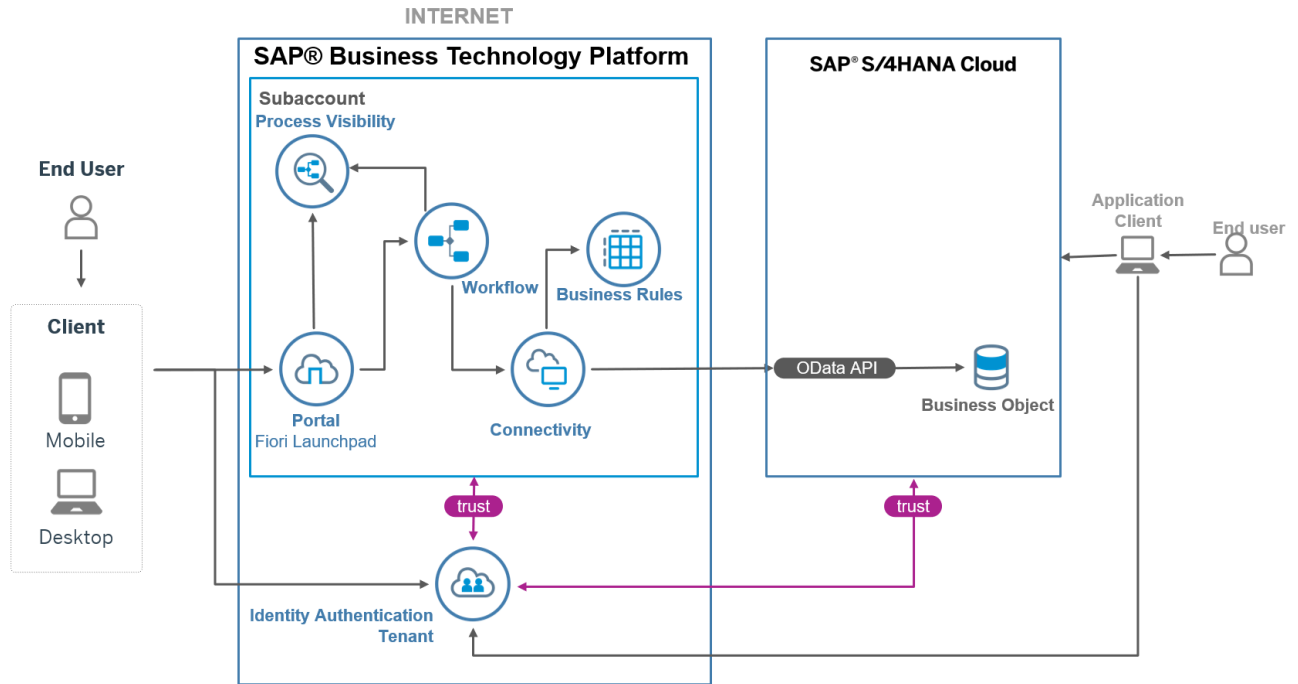 INTERNET
SAP® Business Technology Platform
SAP® S/4HANA Cloud
Subaccount
Process Visibility
End User
Application
Client
End user
Workflow
Business Rules
Client
OData API
Business Object
Portal
Fiori Launchpad
Connectivity
Mobile
trust
trust
Desktop
Identity Authentication
Tenant